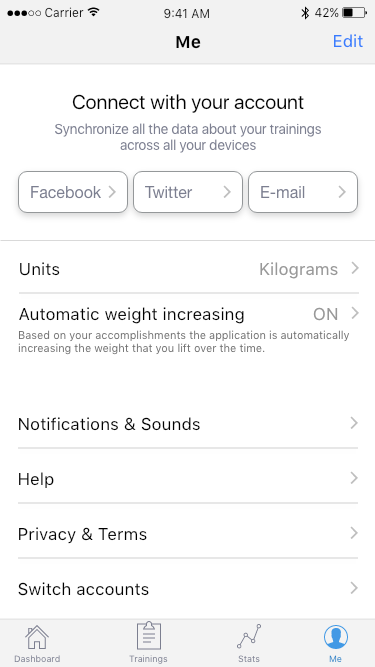 Carrier 9:41 AM 42%
Me Edit
Connect with your account
Synchronize all the data about your trainings
across all your devices
Facebook Twitter E-mail
Units Kilograms
Automatic weight increasing ON
Based on your accomplishments the application is automatically
increasing the weight that you lift over the time.
Notifications & Sounds
Help
Privacy & Terms
Switch accounts
Dashboard Trainings Stats Me